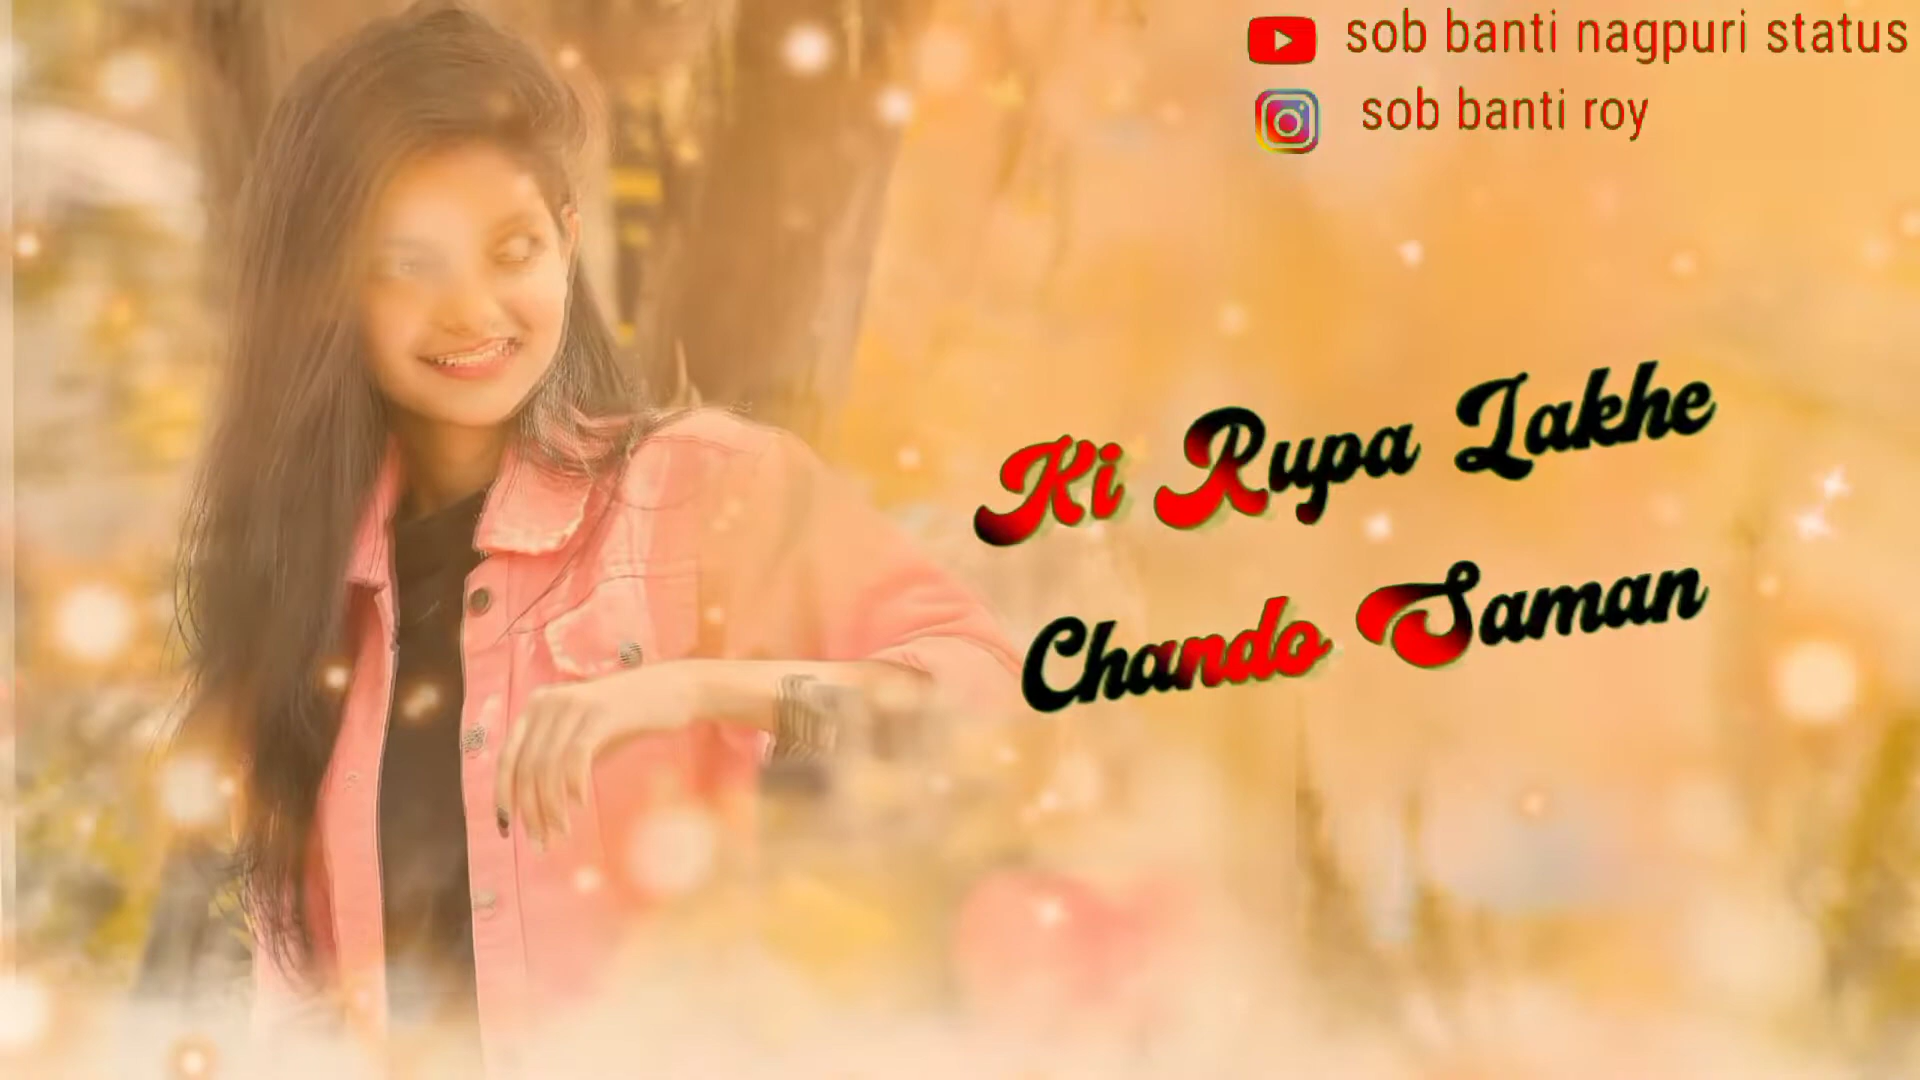 sob banti nagpuri status
sob banti roy
Ki Rupa Lakhe
Chando Saman